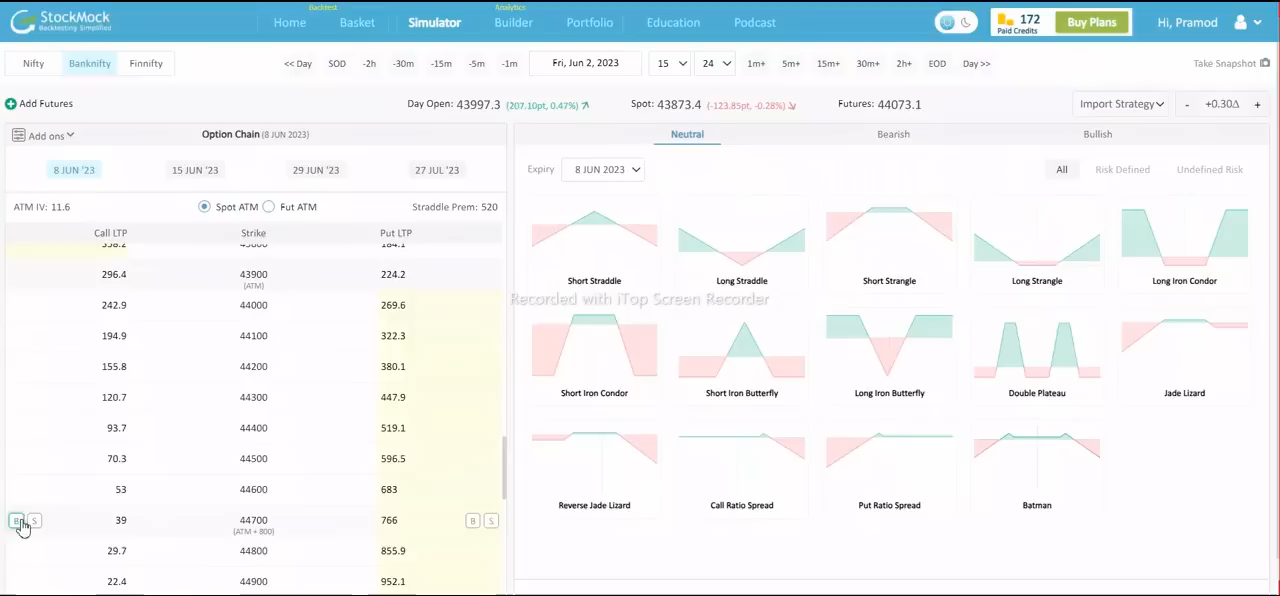 StockMock
Backtesting Simplified
Backtest
Home
Basket
Simulator
Analytics
Builder
Portfolio
Education
Podcast
172
Paid Credits
Buy Plans
Hi, Pramod
Nifty
Banknifty
Finnifty
<< Day
SOD
-2h
-30m
-15m
-5m
-1m
Fri, Jun 2, 2023
15
24
1m+
5m+
15m+
30m+
2h+
EOD
Day >>
Take Snapshot
Add Futures
Day Open: 43997.3 (207.10pt, 0.47%)
Spot: 43873.4 (-123.85pt, -0.28%)
Futures: 44073.1
Import Strategy
- +0.30Δ +
Add ons
Option Chain (8 JUN 2023)
8 JUN '23
15 JUN '23
29 JUN '23
27 JUL '23
ATM IV: 11.6
Spot ATM
Fut ATM
Straddle Prem: 520
Call LTP Strike Put LTP
358.2 43800 184.1
296.4 43900 224.2
(ATM)
242.9 44000 269.6
194.9 44100 322.3
155.8 44200 380.1
120.7 44300 447.9
93.7 44400 519.1
70.3 44500 596.5
53 44600 683
B S 39 44700 766 B S
(ATM + 800)
29.7 44800 855.9
22.4 44900 952.1
Neutral
Bearish
Bullish
Expiry 8 JUN 2023
All
Risk Defined
Undefined Risk
Short Straddle
Long Straddle
Short Strangle
Long Strangle
Long Iron Condor
Recorded with iTop Screen Recorder
Short Iron Condor
Short Iron Butterfly
Long Iron Butterfly
Double Plateau
Jade Lizard
Reverse Jade Lizard
Call Ratio Spread
Put Ratio Spread
Batman